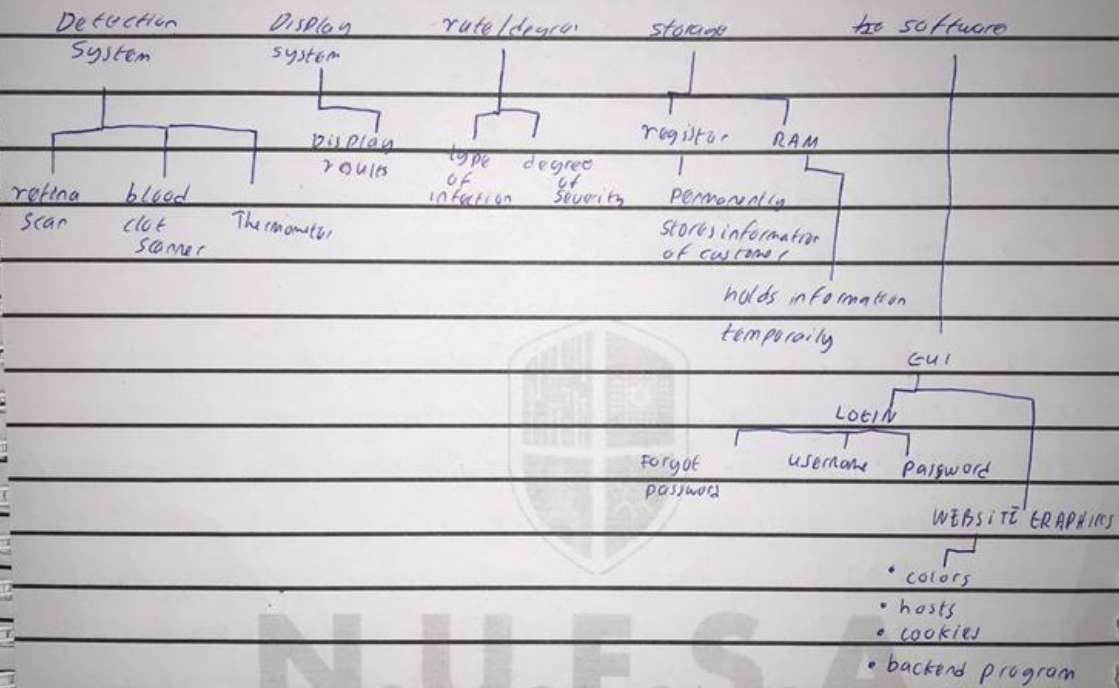 Detection Display rate/degree storage software
System system
Display results
type of infection degree of severity
register RAM
retina scan blood clot scanner Thermometer
permanently
stores information
of customer
holds information
temporaily
GUI
LOGIN
Forgot password username password
WEBSITE GRAPHICS
• colors
• hosts
• cookies
• backend program
NUESA